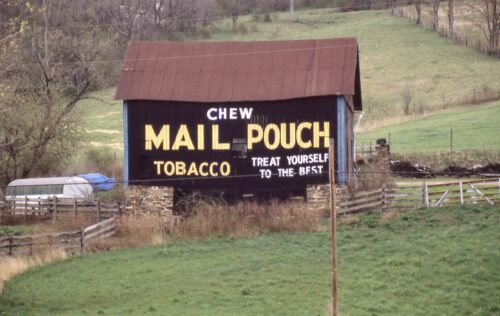 CHEW
MAIL POUCH
TOBACCO
TREAT YOURSELF
TO THE BEST